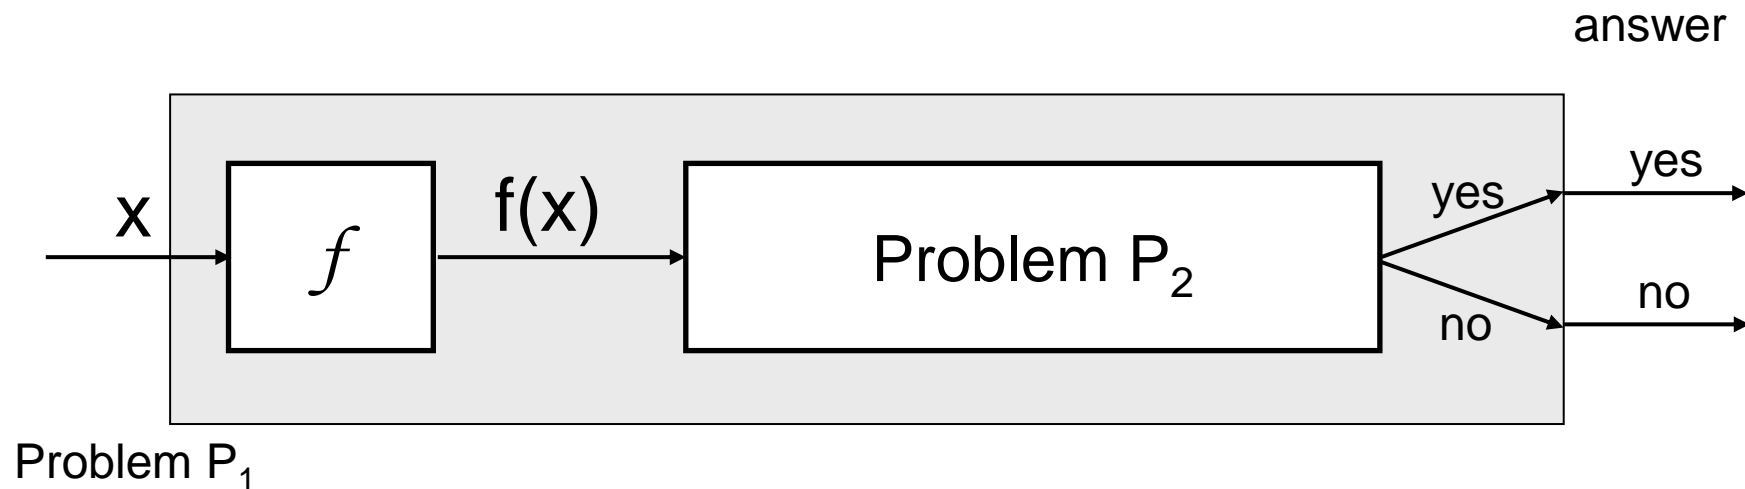 answer
x
f
f(x)
Problem P₂
yes
no
yes
no
Problem P₁